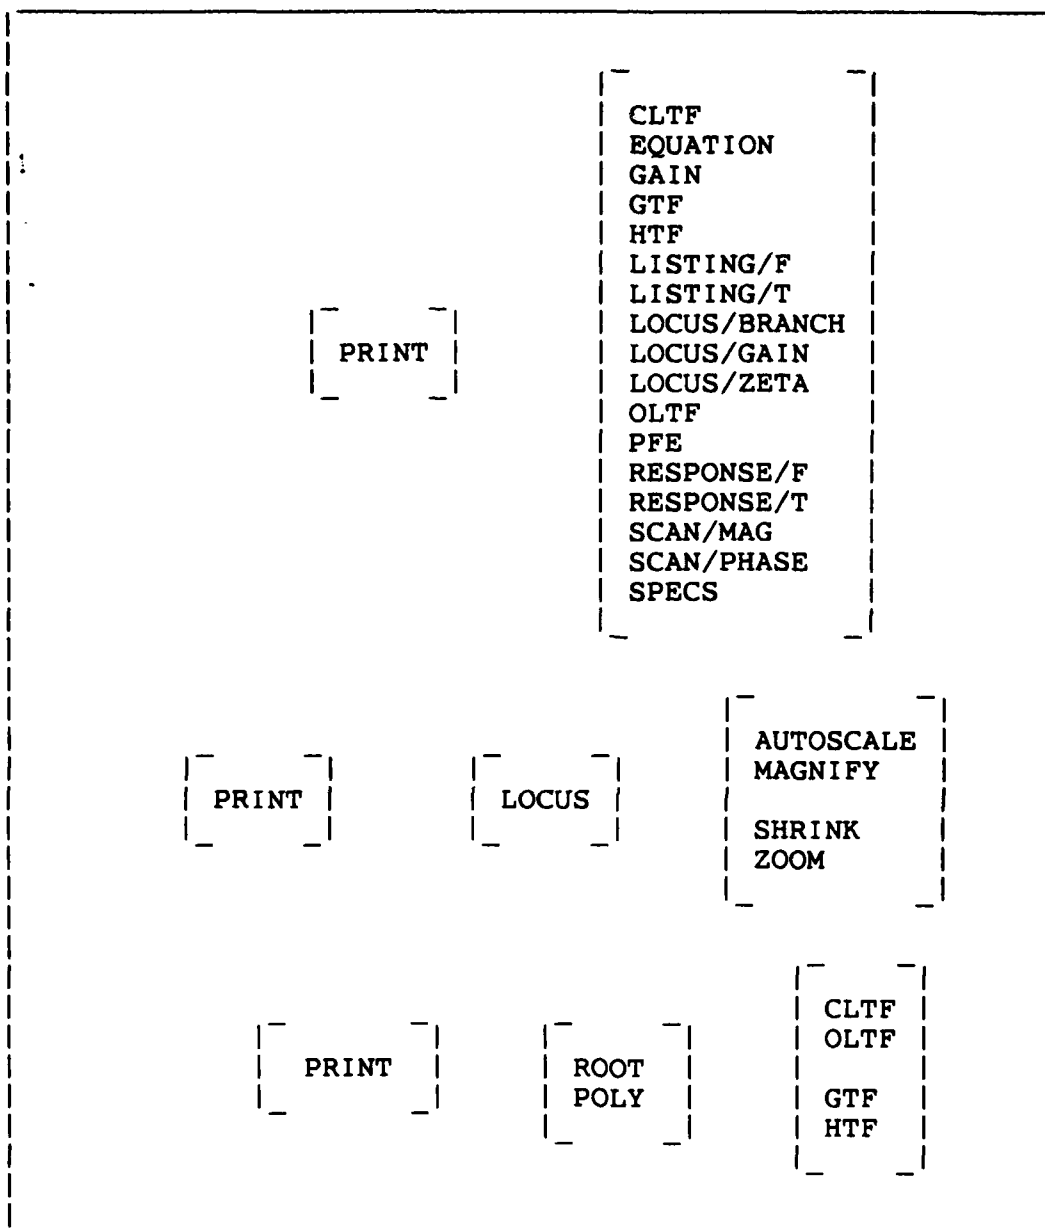 CLTF
EQUATION
GAIN
GTF
HTF
LISTING/F
LISTING/T
LOCUS/BRANCH
PRINT LOCUS/GAIN
LOCUS/ZETA
OLTF
PFE
RESPONSE/F
RESPONSE/T
SCAN/MAG
SCAN/PHASE
SPECS
AUTOSCALE
MAGNIFY
PRINT LOCUS
SHRINK
ZOOM
CLTF
OLTF
PRINT ROOT
POLY GTF
HTF